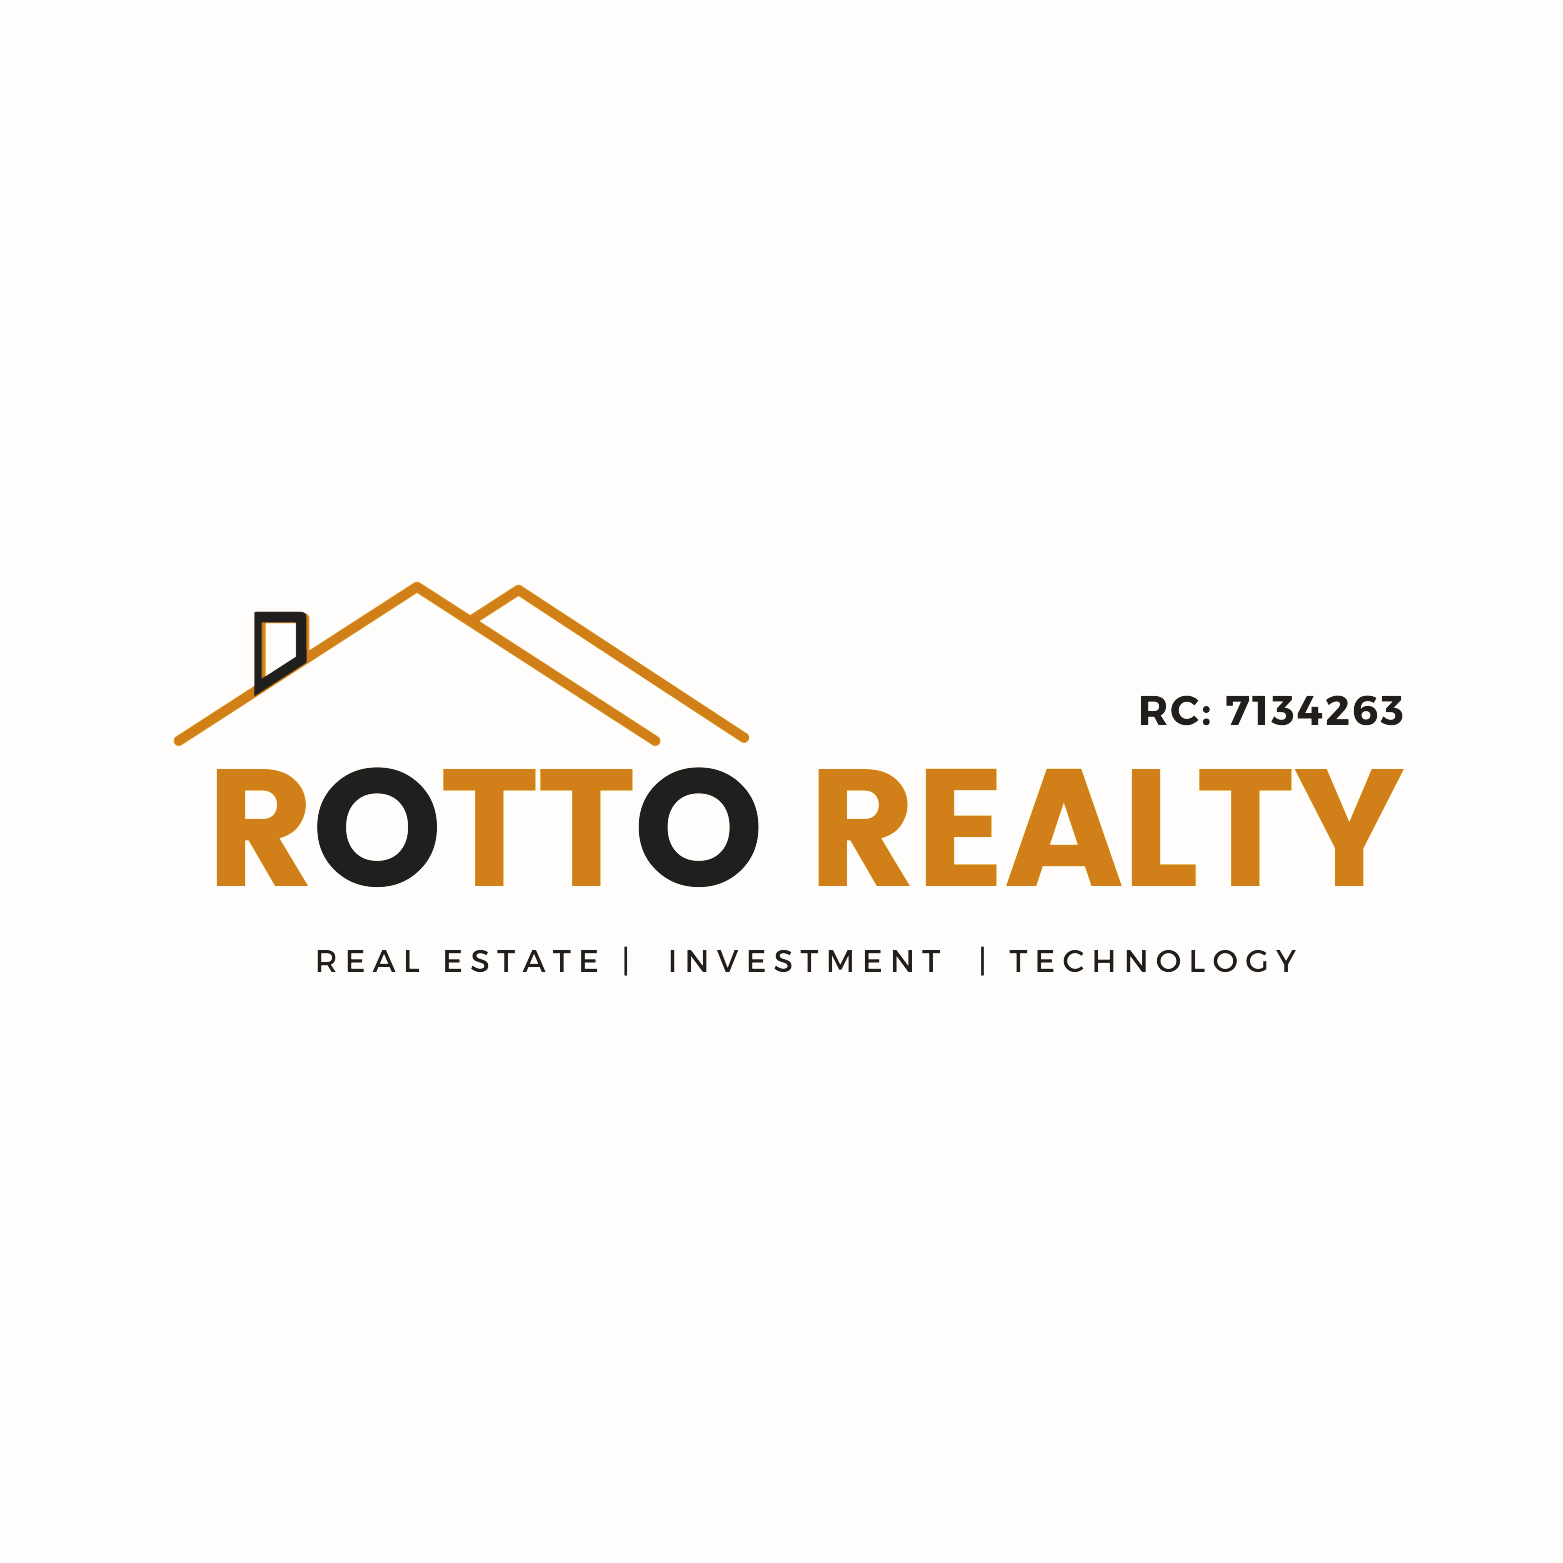 RC: 7134263
ROTTO REALTY
REAL ESTATE | INVESTMENT | TECHNOLOGY